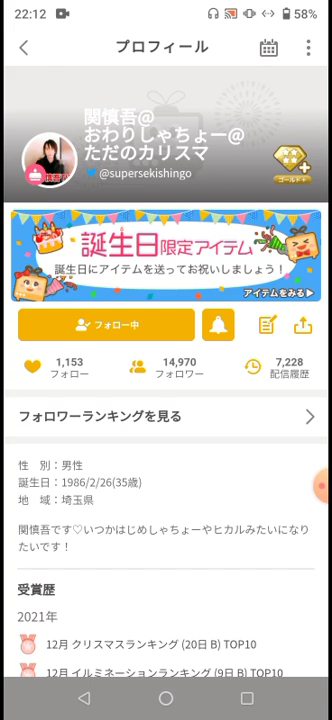 22:12
58%
プロフィール
関慎吾@
おわりしゃちょー@
ただのカリスマ
@supersekishingo
ゴールド+
誕生日限定アイテム
誕生日にアイテムを送ってお祝いしましょう！
アイテムをみる▶
フォロー中
1,153
フォロー
14,970
フォロワー
7,228
配信履歴
フォロワーランキングを見る
性　別：男性
誕生日：1986/2/26(35歳)
地　域：埼玉県
関慎吾です♡いつかはじめしゃちょーやヒカルみたいになり
たいです！
受賞歴
2021年
12月 クリスマスランキング (20日 B) TOP10
12月 イルミネーションランキング (9日 B) TOP10